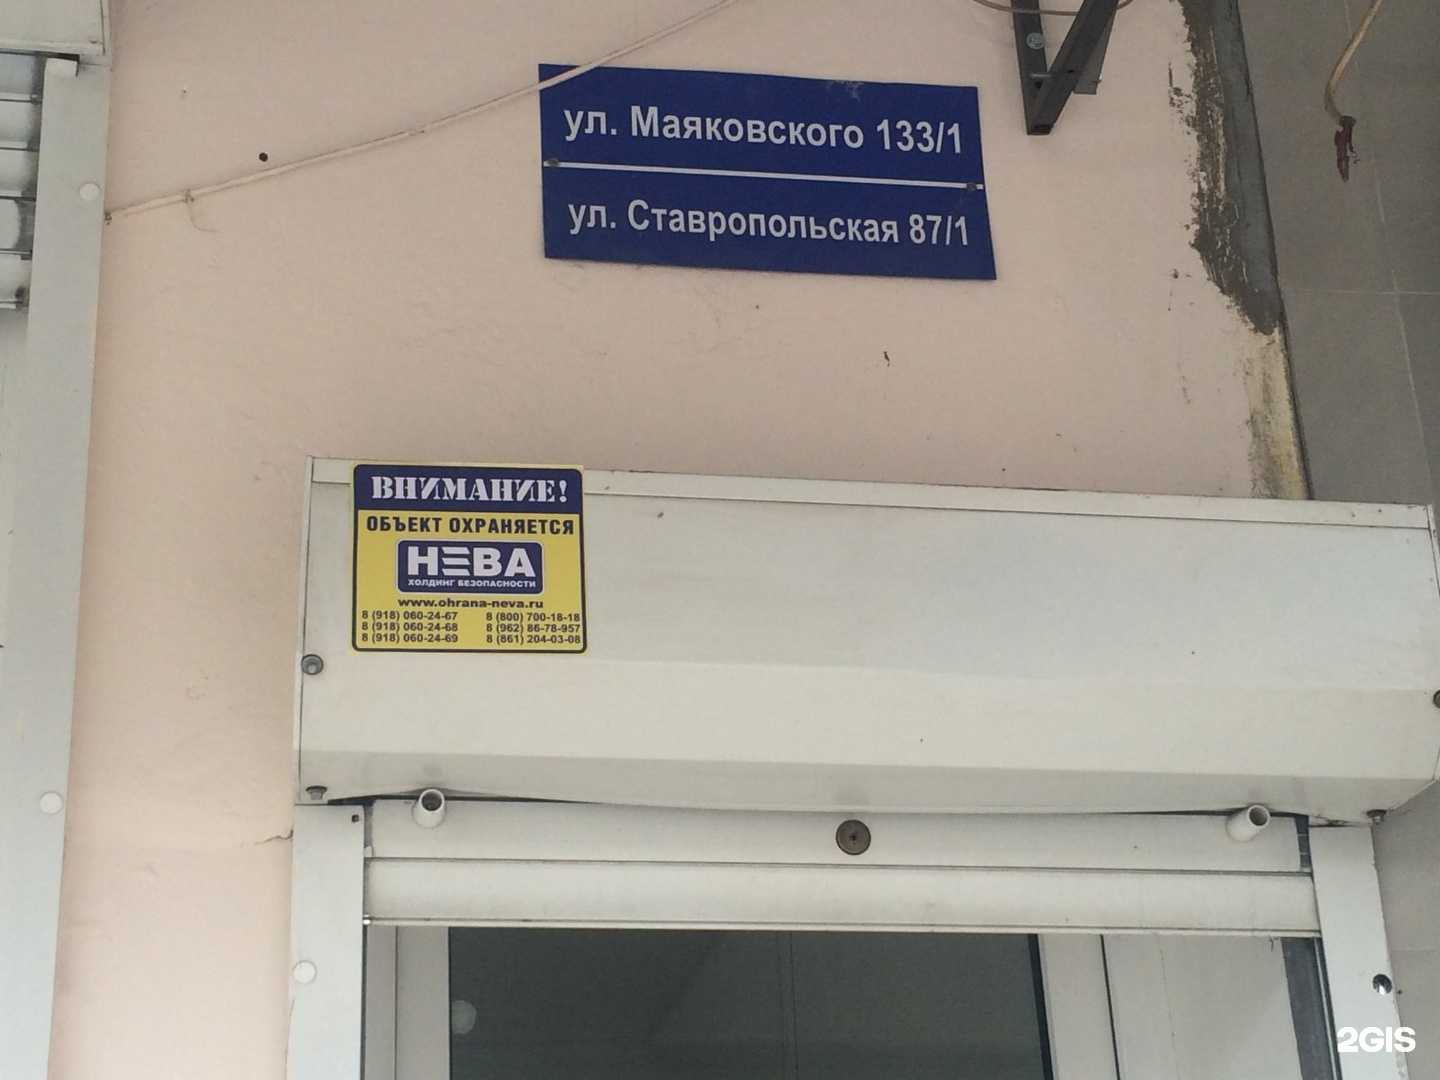 ул. Маяковского 133/1
ул. Ставропольская 87/1
ВНИМАНИЕ!
ОБЪЕКТ ОХРАНЯЕТСЯ
НЕВА
ХОЛДИНГ БЕЗОПАСНОСТИ
www.ohrana-neva.ru
8 (918) 060-24-67 8 (800) 700-18-18
8 (918) 060-24-68 8 (962) 86-78-957
8 (918) 060-24-69 8 (861) 204-03-08
2GIS